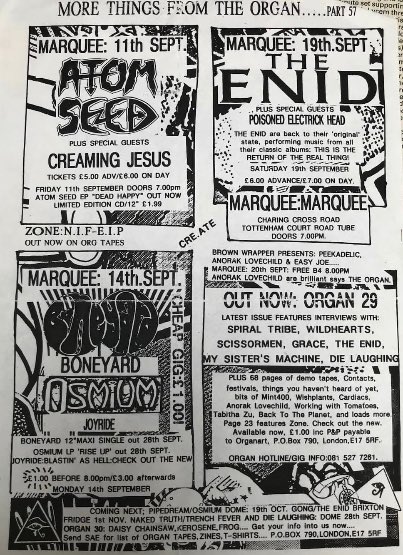 MORE THINGS FROM THE ORGAN.....PART 57
MARQUEE: 11th SEPT.
ATOM
SEED
PLUS SPECIAL GUESTS
CREAMING JESUS
TICKETS £5.00 ADV/£6.00 ON DAY.
FRIDAY 11th SEPTEMBER DOORS 7.00pm
ATOM SEED EP "DEAD HAPPY" OUT NOW
LIMITED EDITION CD/12" £1.99
ZONE:N.I.F-E-I.P
OUT NOW ON ORG TAPES
CREATE
MARQUEE: 19th.SEPT
THE
ENID
PLUS SPECIAL GUESTS
POISONED ELECTRICK HEAD
THE ENID are back to their 'original'
state, performing music from all
their classic albums: THIS IS THE
RETURN OF THE REAL THING!
SATURDAY 19th SEPTEMBER
£6.00 ADVANCE/£7.00 ON DAY.
MARQUEE:MARQUEE
CHARING CROSS ROAD
TOTTENHAM COURT ROAD TUBE
DOORS 7.00PM.
BROWN WRAPPER PRESENTS: PEEKADELIC,
ANORAK LOVECHILD & EASY JOE....
MARQUEE: 20th SEPT: FREE B4 8.00PM
ANORAK LOVECHILD are brilliant says THE ORGAN.
MARQUEE: 14th.SEPT.
BONEYARD
BONEYARD
OSMIUM
JOYRIDE
CHEAP GIG:£1.00!!
BONEYARD 12"MAXI SINGLE out 28th SEPT.
OSMIUM LP 'RISE UP' out 28th SEPT.
JOYRIDE:BLASTIN' AS HELL:CHECK OUT THE NEW
£1.00 BEFORE 8.00pm/£3.00 afterwards
MONDAY 14th SEPTEMBER
OUT NOW: ORGAN 29
LATEST ISSUE FEATURES INTERVIEWS WITH:
SPIRAL TRIBE, WILDHEARTS,
SCISSORMEN, GRACE, THE ENID,
MY SISTER'S MACHINE, DIE LAUGHING
PLUS 68 pages of demo tapes, Contacts,
festivals, things you haven't heard of yet,
bits of Mint400, Wishplants, Cardiacs,
Anorak Lovechild, Working with Tomatoes,
Tabitha Zu, Back To The Planet, and loads more.
Page 23 features Zone. Check out the new.
Available now, £1.00 inc P&P payable
to Organart, P.O.Box 790, London,E17 5RF.
ORGAN HOTLINE/GIG INFO:081 527 7261.
COMING NEXT; PIPEDREAM/OSMIUM DOME: 19th OCT. GONG/THE ENID BRIXTON
FRIDGE 1st NOV. NAKED TRUTH/TRENCH FEVER AND DIE LAUGHING: DOME 28th SEPT.
ORGAN 30: DAISY CHAINSAW,KEROSENE,FROG.... Get your info into us now....
Send SAE for list of ORGAN TAPES,ZINES,T-SHIRTS.... P.O.BOX 790,LONDON,E17 5RF